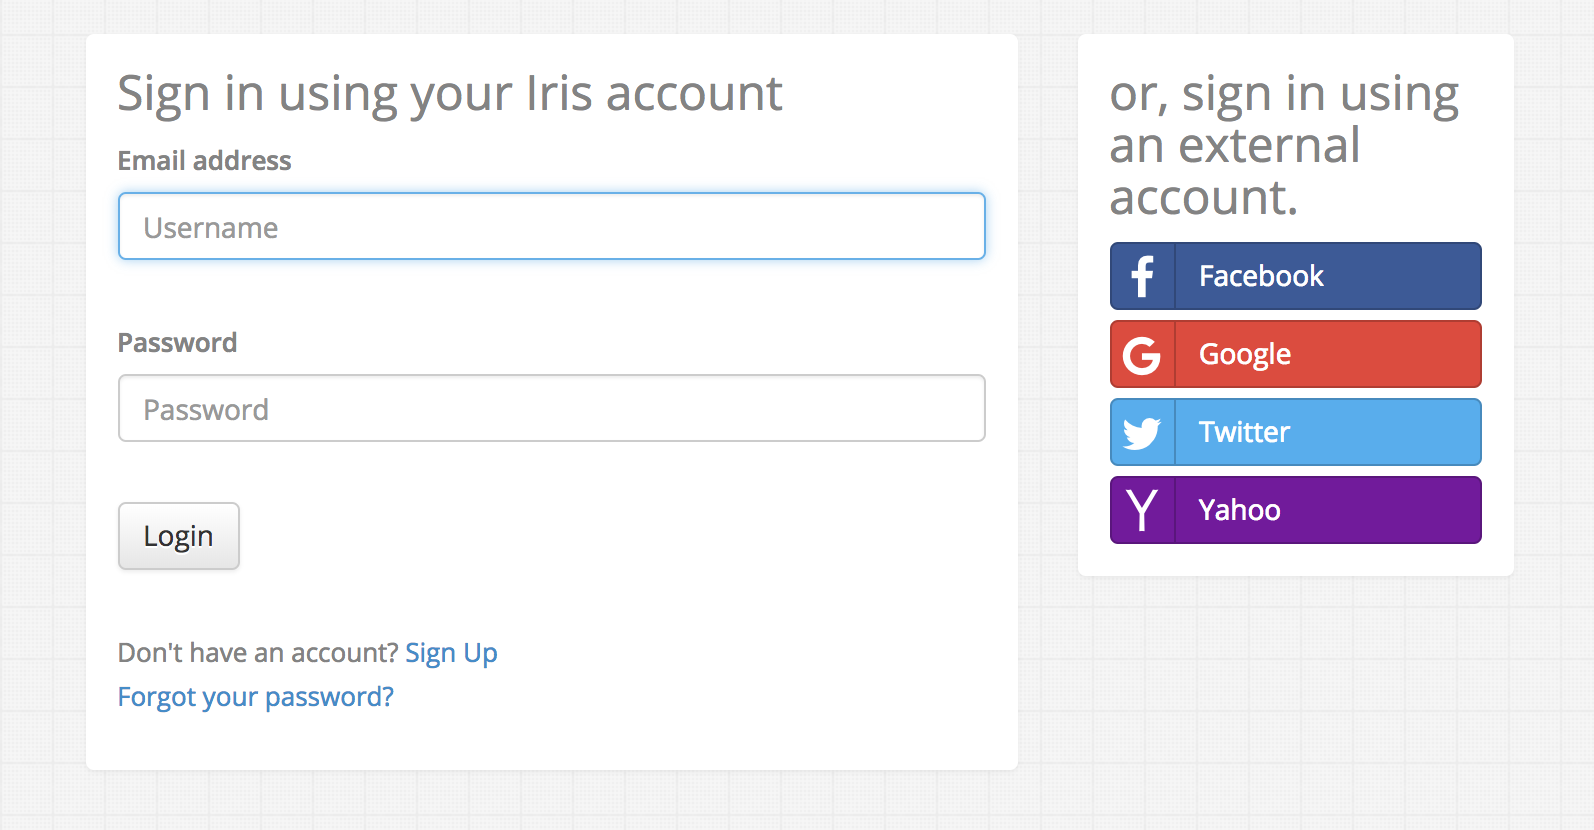 Sign in using your Iris account
Email address
Username
Password
Password
Login
Don't have an account? Sign Up
Forgot your password?
or, sign in using
an external
account.
Facebook
Google
Twitter
Yahoo